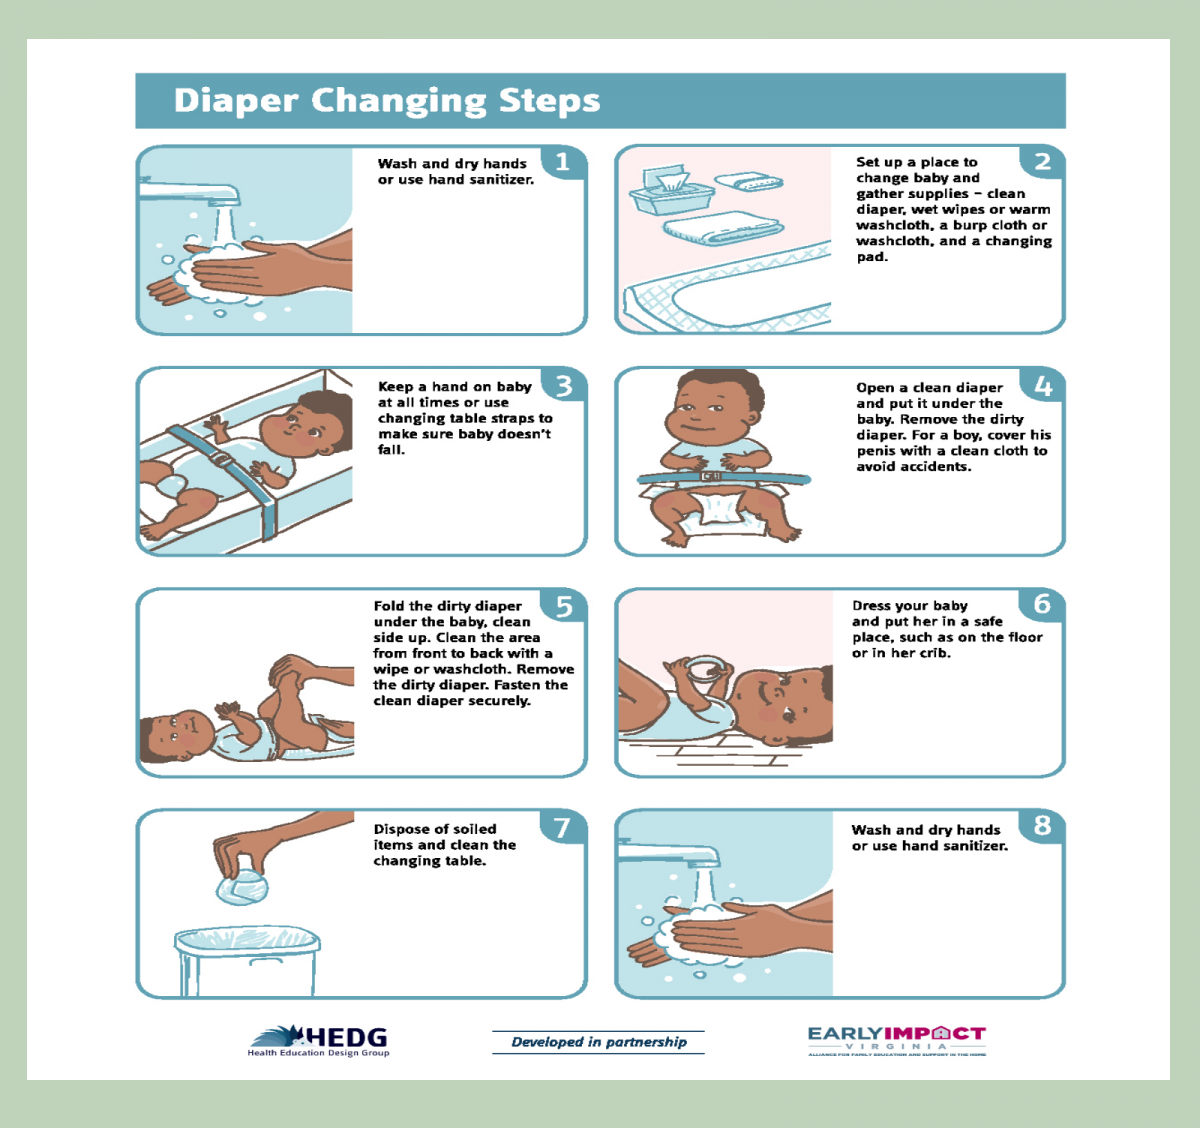 Diaper Changing Steps
1
Wash and dry hands
or use hand sanitizer.
2
Set up a place to
change baby and
gather supplies – clean
diaper, wet wipes or warm
washcloth, a burp cloth or
washcloth, and a changing
pad.
3
Keep a hand on baby
at all times or use
changing table straps to
make sure baby doesn't
fall.
4
Open a clean diaper
and put it under the
baby. Remove the dirty
diaper. For a boy, cover his
penis with a clean cloth to
avoid accidents.
5
Fold the dirty diaper
under the baby, clean
side up. Clean the area
from front to back with a
wipe or washcloth. Remove
the dirty diaper. Fasten the
clean diaper securely.
6
Dress your baby
and put her in a safe
place, such as on the floor
or in her crib.
7
Dispose of soiled
items and clean the
changing table.
8
Wash and dry hands
or use hand sanitizer.
HEDG
Health Education Design Group
Developed in partnership
EARLY IMPACT
VIRGINIA
ALLIANCE FOR FAMILY EDUCATION AND SUPPORT IN THE HOME